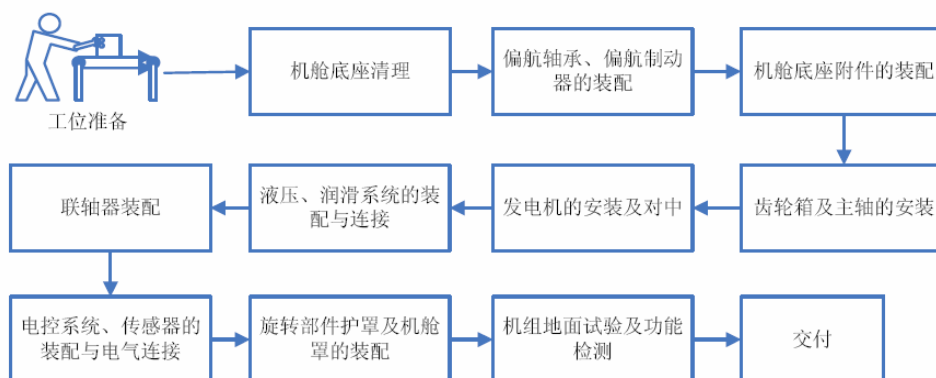 工位准备
机舱底座清理
偏航轴承、偏航制动
器的装配
机舱底座附件的装配
齿轮箱及主轴的安装
发电机的安装及对中
液压、润滑系统的装
配与连接
联轴器装配
电控系统、传感器的
装配与电气连接
旋转部件护罩及机舱
罩的装配
机组地面试验及功能
检测
交付